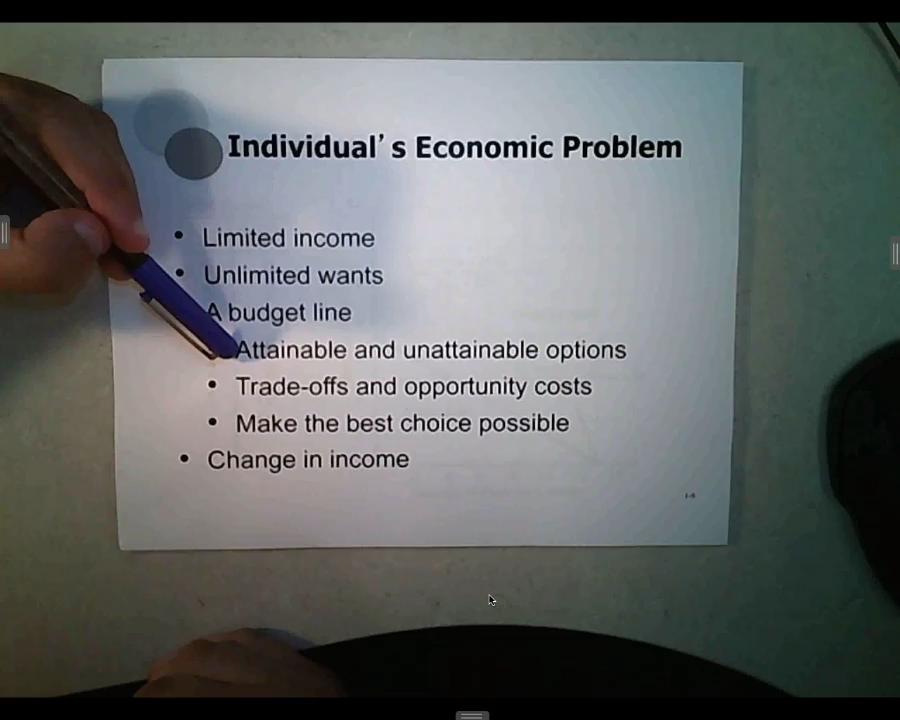 Individual's Economic Problem
• Limited income
• Unlimited wants
A budget line
Attainable and unattainable options
• Trade-offs and opportunity costs
• Make the best choice possible
• Change in income